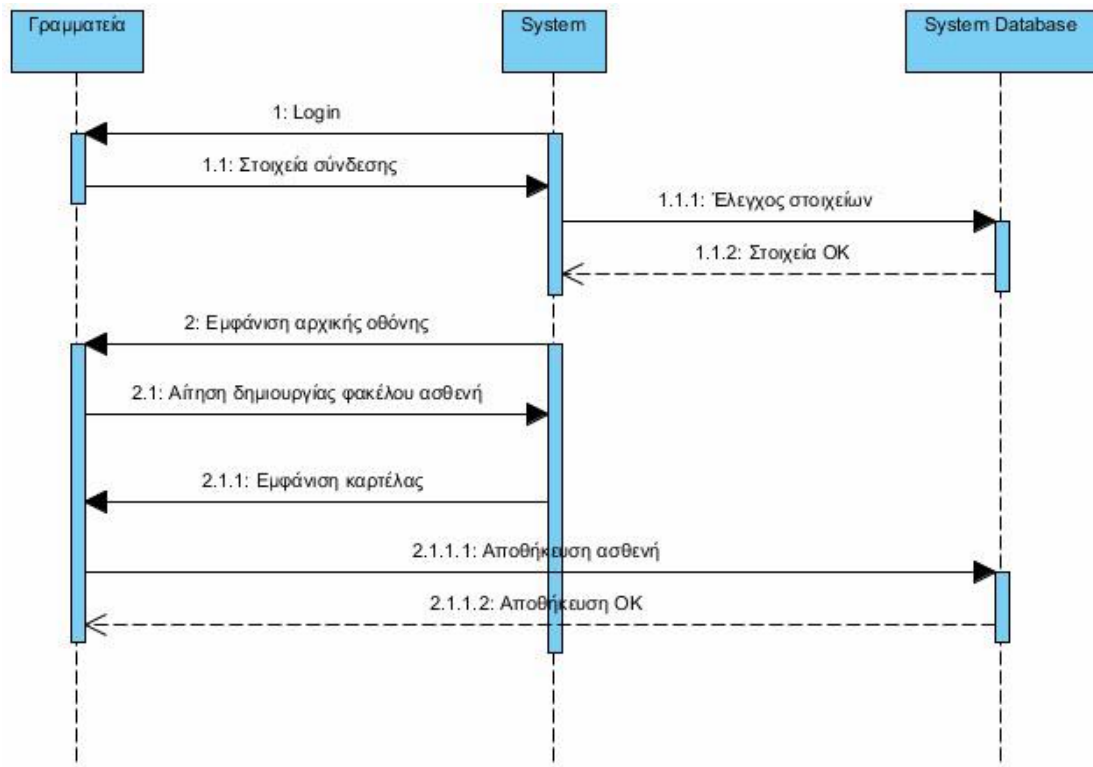 Γραμματεία
System
System Database
1: Login
1.1: Στοιχεία σύνδεσης
1.1.1: Έλεγχος στοιχείων
1.1.2: Στοιχεία OK
2: Εμφάνιση αρχικής οθόνης
2.1: Αίτηση δημιουργίας φακέλου ασθενή
2.1.1: Εμφάνιση καρτέλας
2.1.1.1: Αποθήκευση ασθενή
2.1.1.2: Αποθήκευση OK